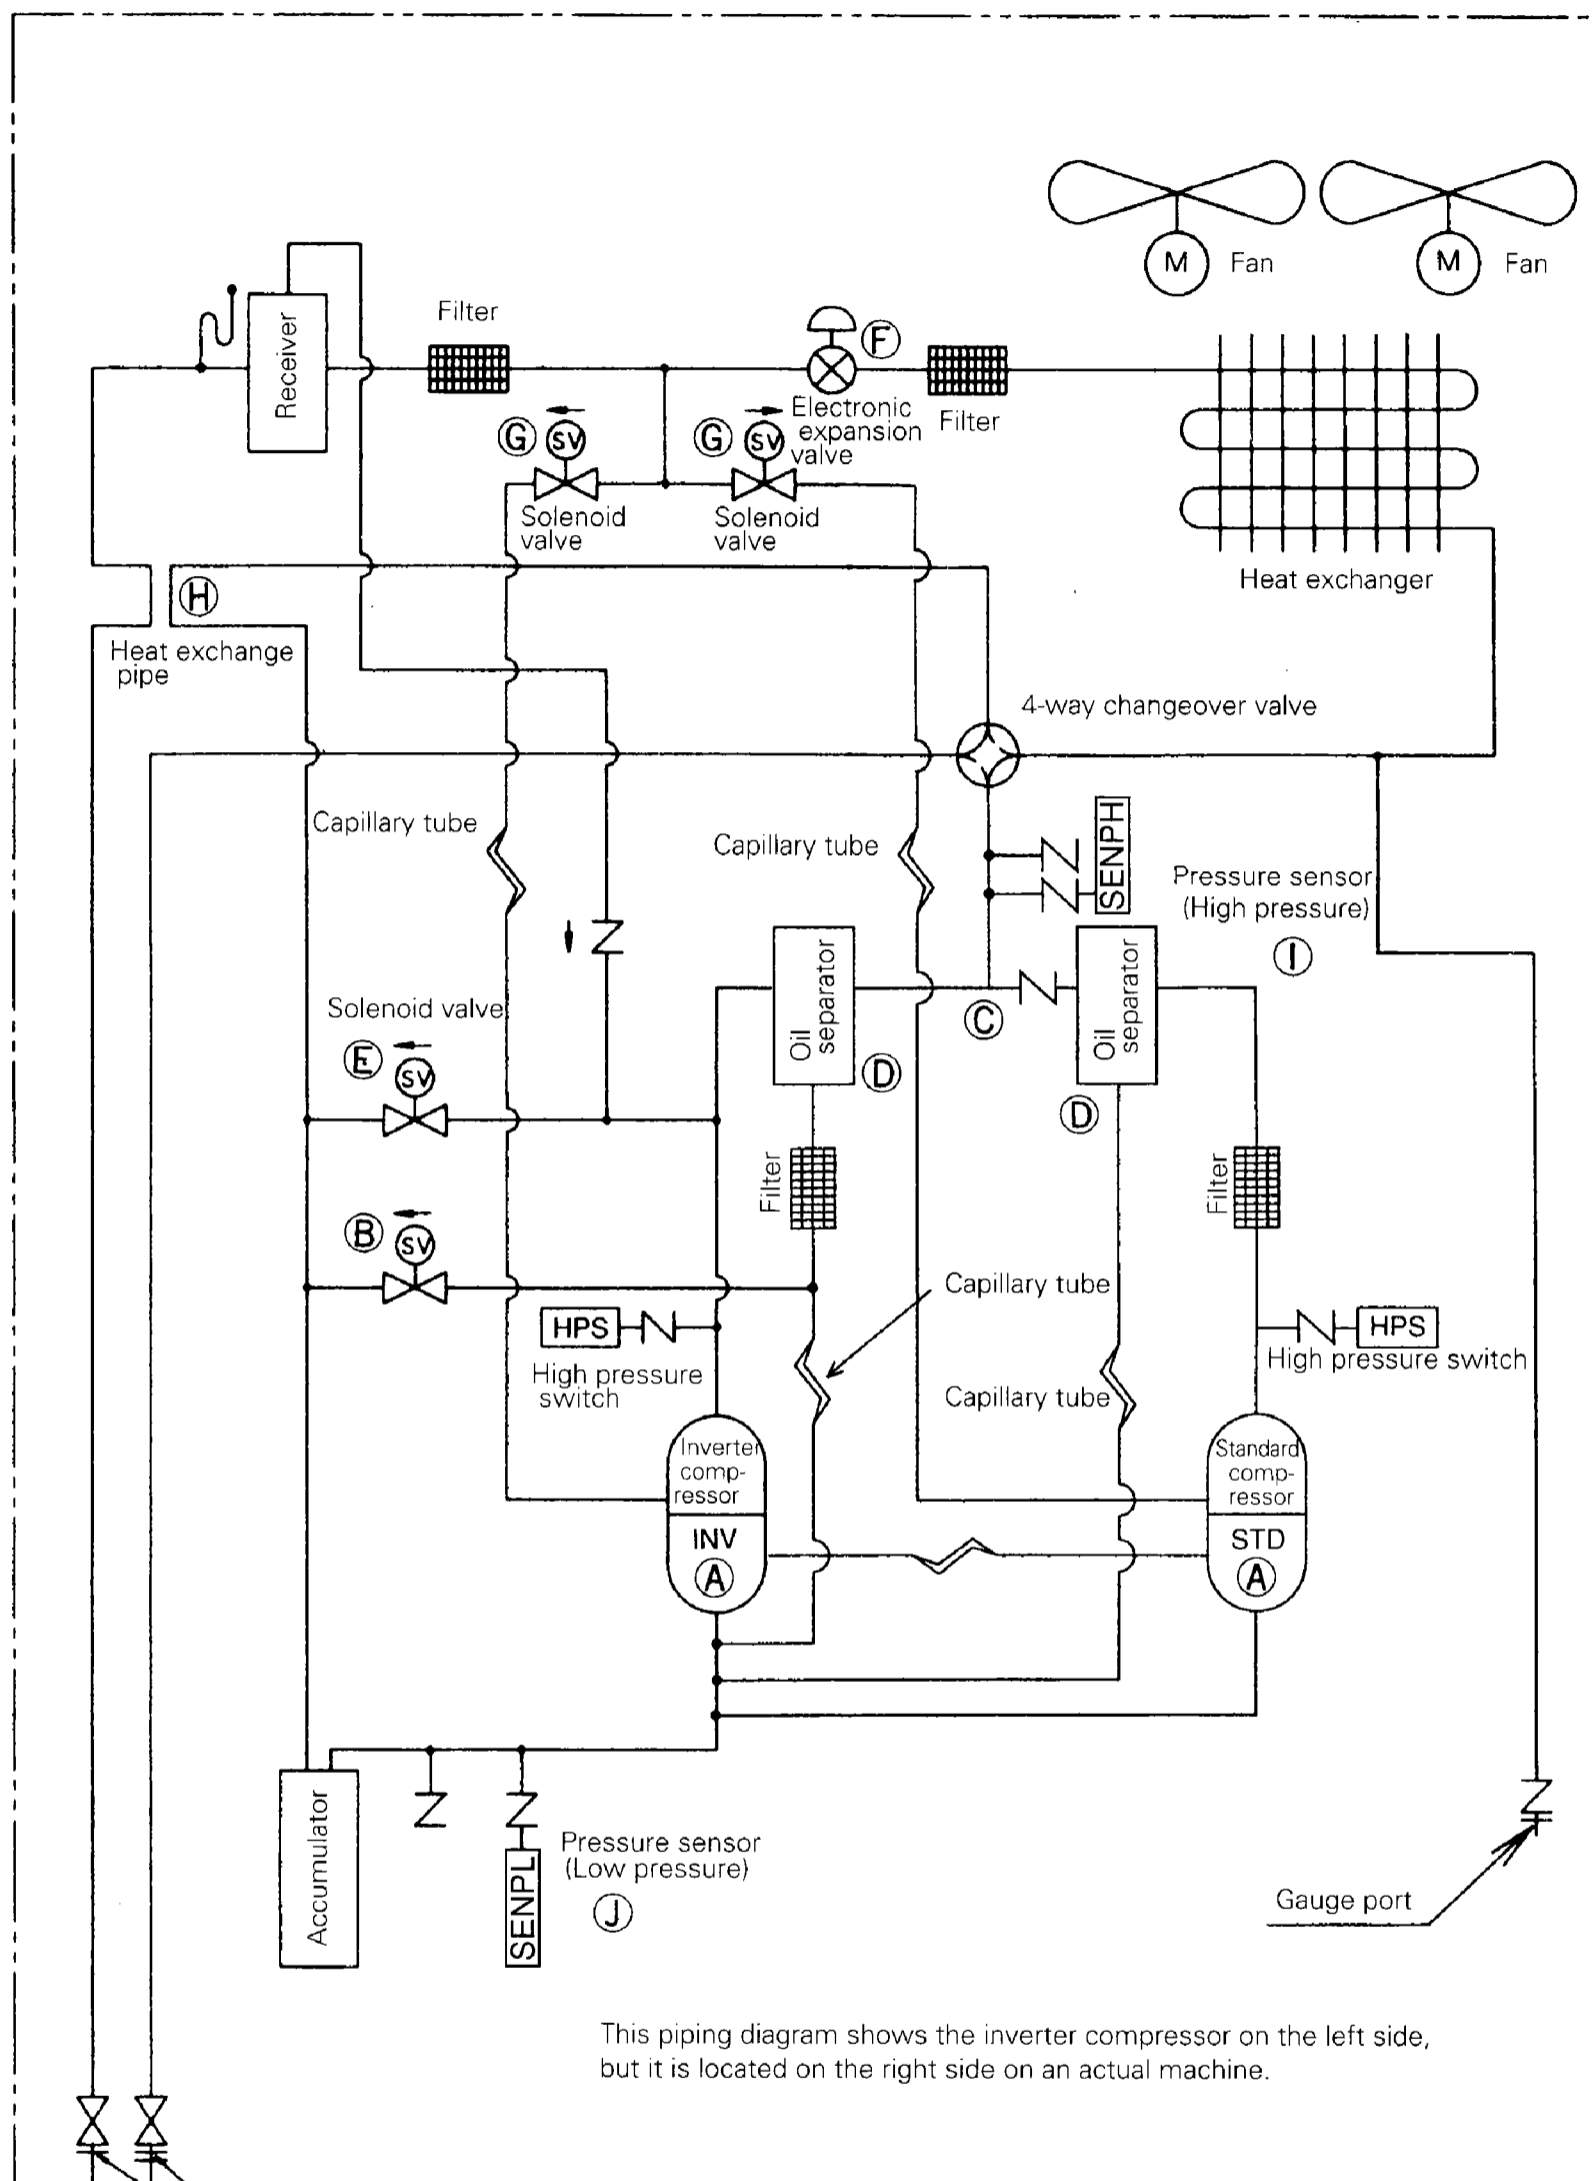 M
Fan
M
Fan
Receiver
Filter
F
Electronic
expansion
valve
Filter
G
SV
G
SV
Solenoid
valve
Solenoid
valve
Heat exchanger
H
Heat exchange
pipe
4-way changeover valve
Capillary tube
Capillary tube
SENPH
Pressure sensor
(High pressure)
I
Oil
separator
Oil
separator
C
Solenoid valve
E
SV
D
D
Filter
Filter
B
SV
Capillary tube
HPS
HPS
High pressure
switch
High pressure switch
Capillary tube
Inverter
comp-
ressor
INV
A
Standard
comp-
ressor
STD
A
Accumulator
Pressure sensor
(Low pressure)
SENPL
J
Gauge port
This piping diagram shows the inverter compressor on the left side,
but it is located on the right side on an actual machine.